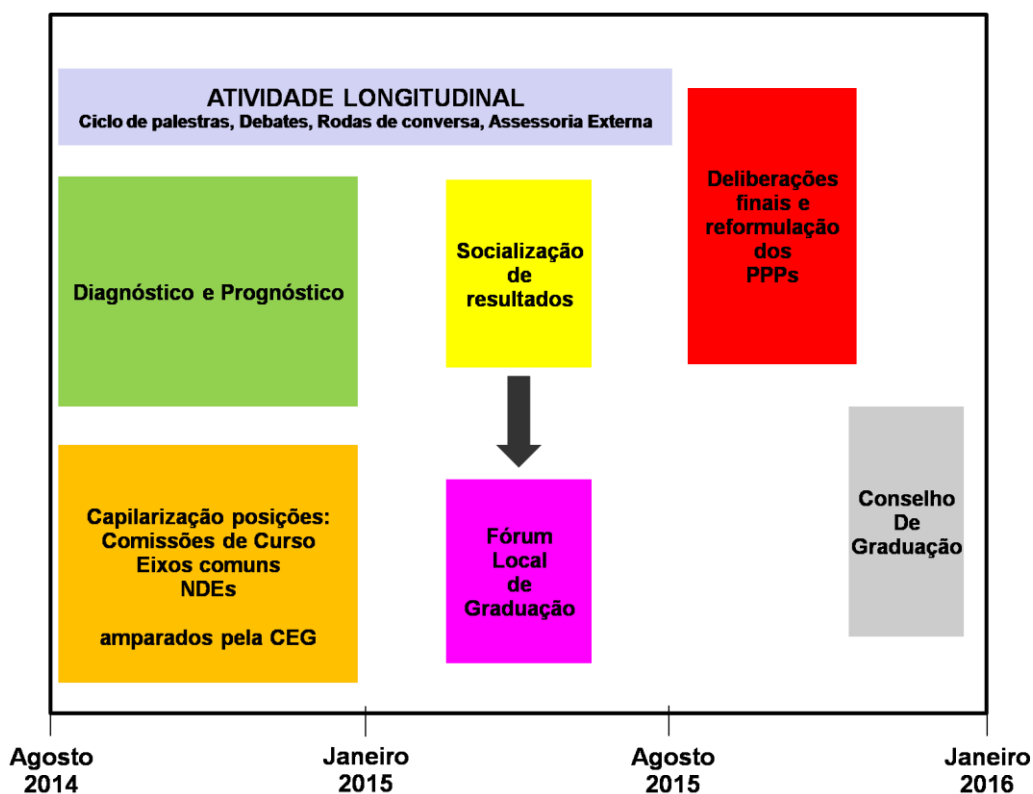 ATIVIDADE LONGITUDINAL
Ciclo de palestras, Debates, Rodas de conversa, Assessoria Externa
Diagnóstico e Prognóstico
Socialização
de
resultados
Deliberações
finais e
reformulação
dos
PPPs
Capilarização posições:
Comissões de Curso
Eixos comuns
NDEs
amparados pela CEG
Fórum
Local
de
Graduação
Conselho
De
Graduação
Agosto
2014
Janeiro
2015
Agosto
2015
Janeiro
2016